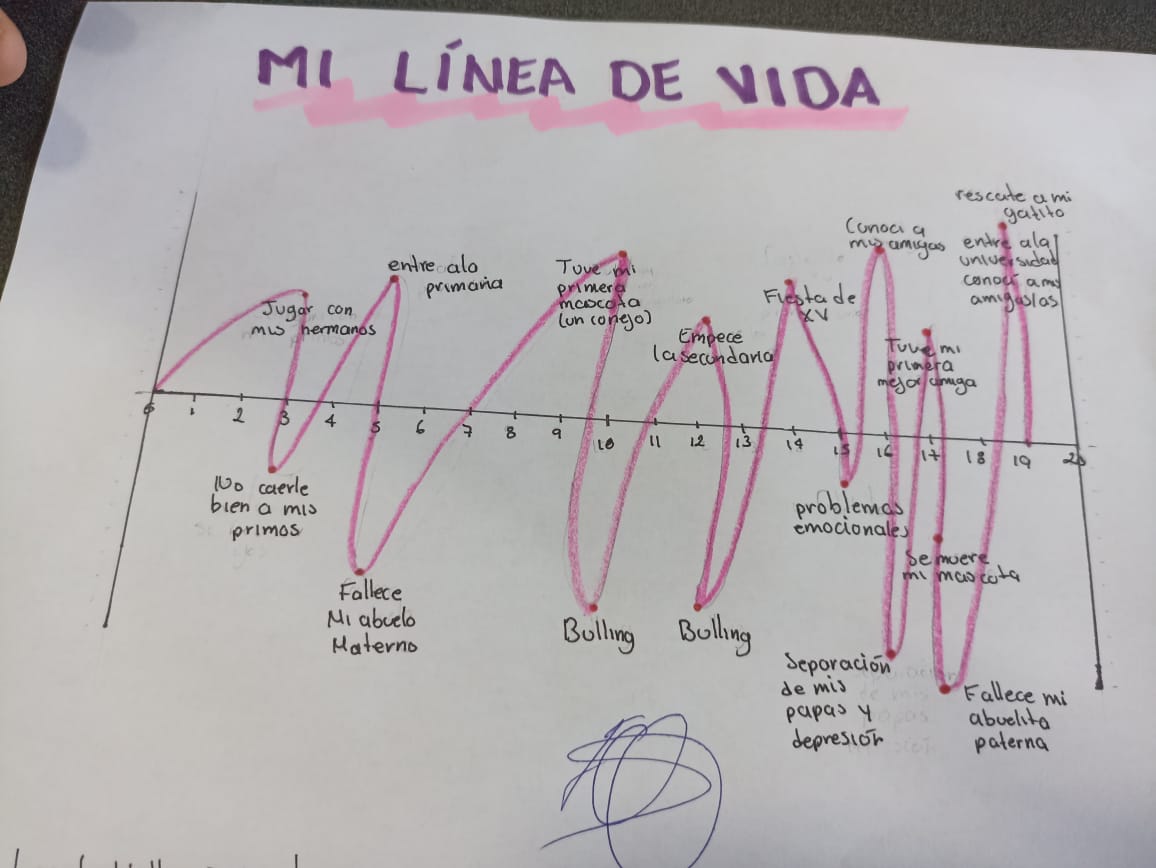 MI LÍNEA DE VIDA
rescate a mi
gatito
entre ala
universidad
conocí a mis
amiguslas
Conoci a
mis amigas
entre ala
primaria
Tuve mi
primera
mascota
(un conejo)
Jugar con
mis hermanos
Fiesta de
XV
Empece
la secundaria
Tuve mi
primera
mejor amiga
0 1 2 3 4 5 6 7 8 9 10 11 12 13 14 15 16 17 18 19 20
No caerle
bien a mis
primos
problemas
emocionales
Se muere
mi mascota
Fallece
Mi abuelo
Materno
Bulling
Bulling
Separación
de mis
papas y
depresión
Fallece mi
abuelita
paterna